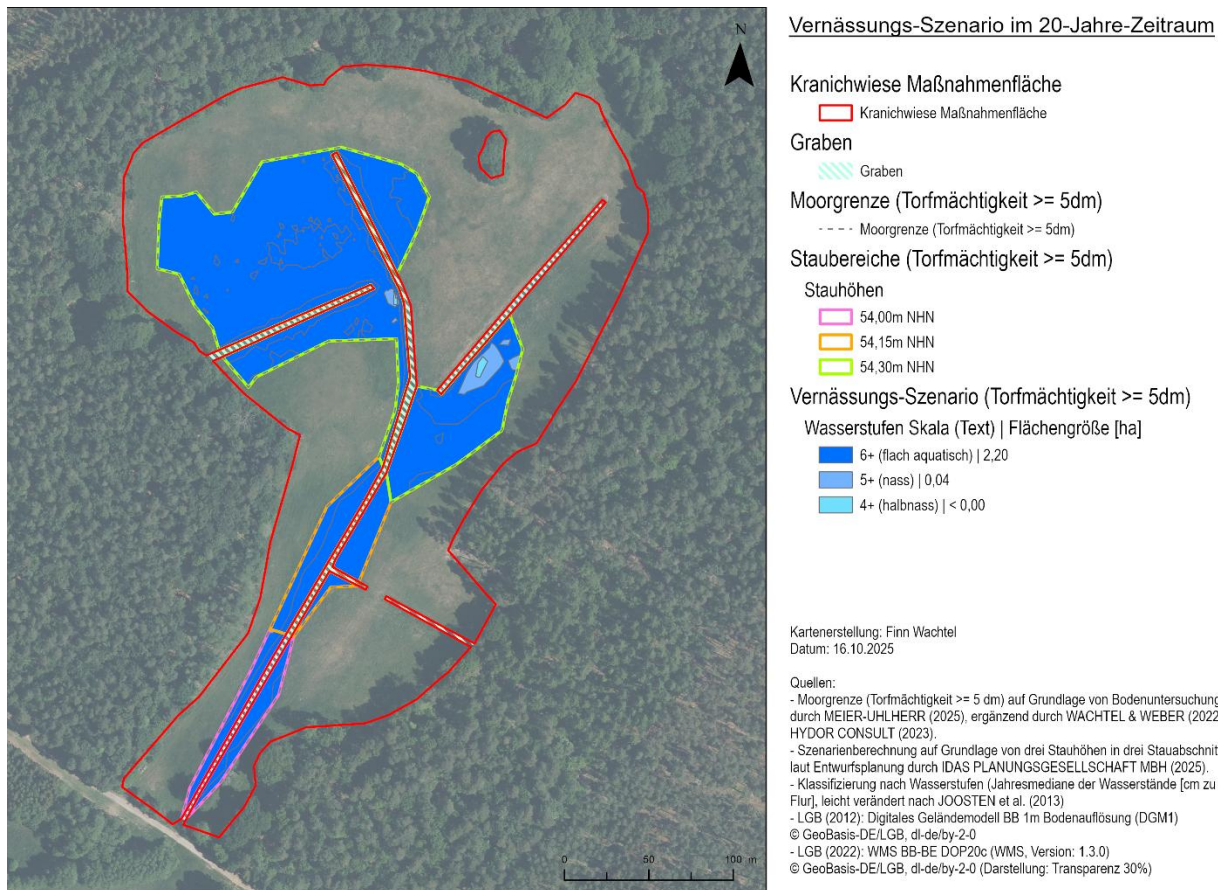 N
0 50 100 m
Vernässungs-Szenario im 20-Jahre-Zeitraum
Kranichwiese Maßnahmenfläche
Kranichwiese Maßnahmenfläche
Graben
Graben
Moorgrenze (Torfmächtigkeit >= 5dm)
Moorgrenze (Torfmächtigkeit >= 5dm)
Staubereiche (Torfmächtigkeit >= 5dm)
Stauhöhen
54,00m NHN
54,15m NHN
54,30m NHN
Vernässungs-Szenario (Torfmächtigkeit >= 5dm)
Wasserstufen Skala (Text) | Flächengröße [ha]
6+ (flach aquatisch) | 2,20
5+ (nass) | 0,04
4+ (halbnass) | < 0,00
Kartenerstellung: Finn Wachtel
Datum: 16.10.2025
Quellen:
- Moorgrenze (Torfmächtigkeit >= 5 dm) auf Grundlage von Bodenuntersuchung
durch MEIER-UHLHERR (2025), ergänzend durch WACHTEL & WEBER (2022
HYDOR CONSULT (2023).
- Szenarienberechnung auf Grundlage von drei Stauhöhen in drei Stauabschnit
laut Entwurfsplanung durch IDAS PLANUNGSGESELLSCHAFT MBH (2025).
- Klassifizierung nach Wasserstufen (Jahresmediane der Wasserstände [cm zu
Flur], leicht verändert nach JOOSTEN et al. (2013)
- LGB (2012): Digitales Geländemodell BB 1m Bodenauflösung (DGM1)
© GeoBasis-DE/LGB, dl-de/by-2-0
- LGB (2022): WMS BB-BE DOP20c (WMS, Version: 1.3.0)
© GeoBasis-DE/LGB, dl-de/by-2-0 (Darstellung: Transparenz 30%)